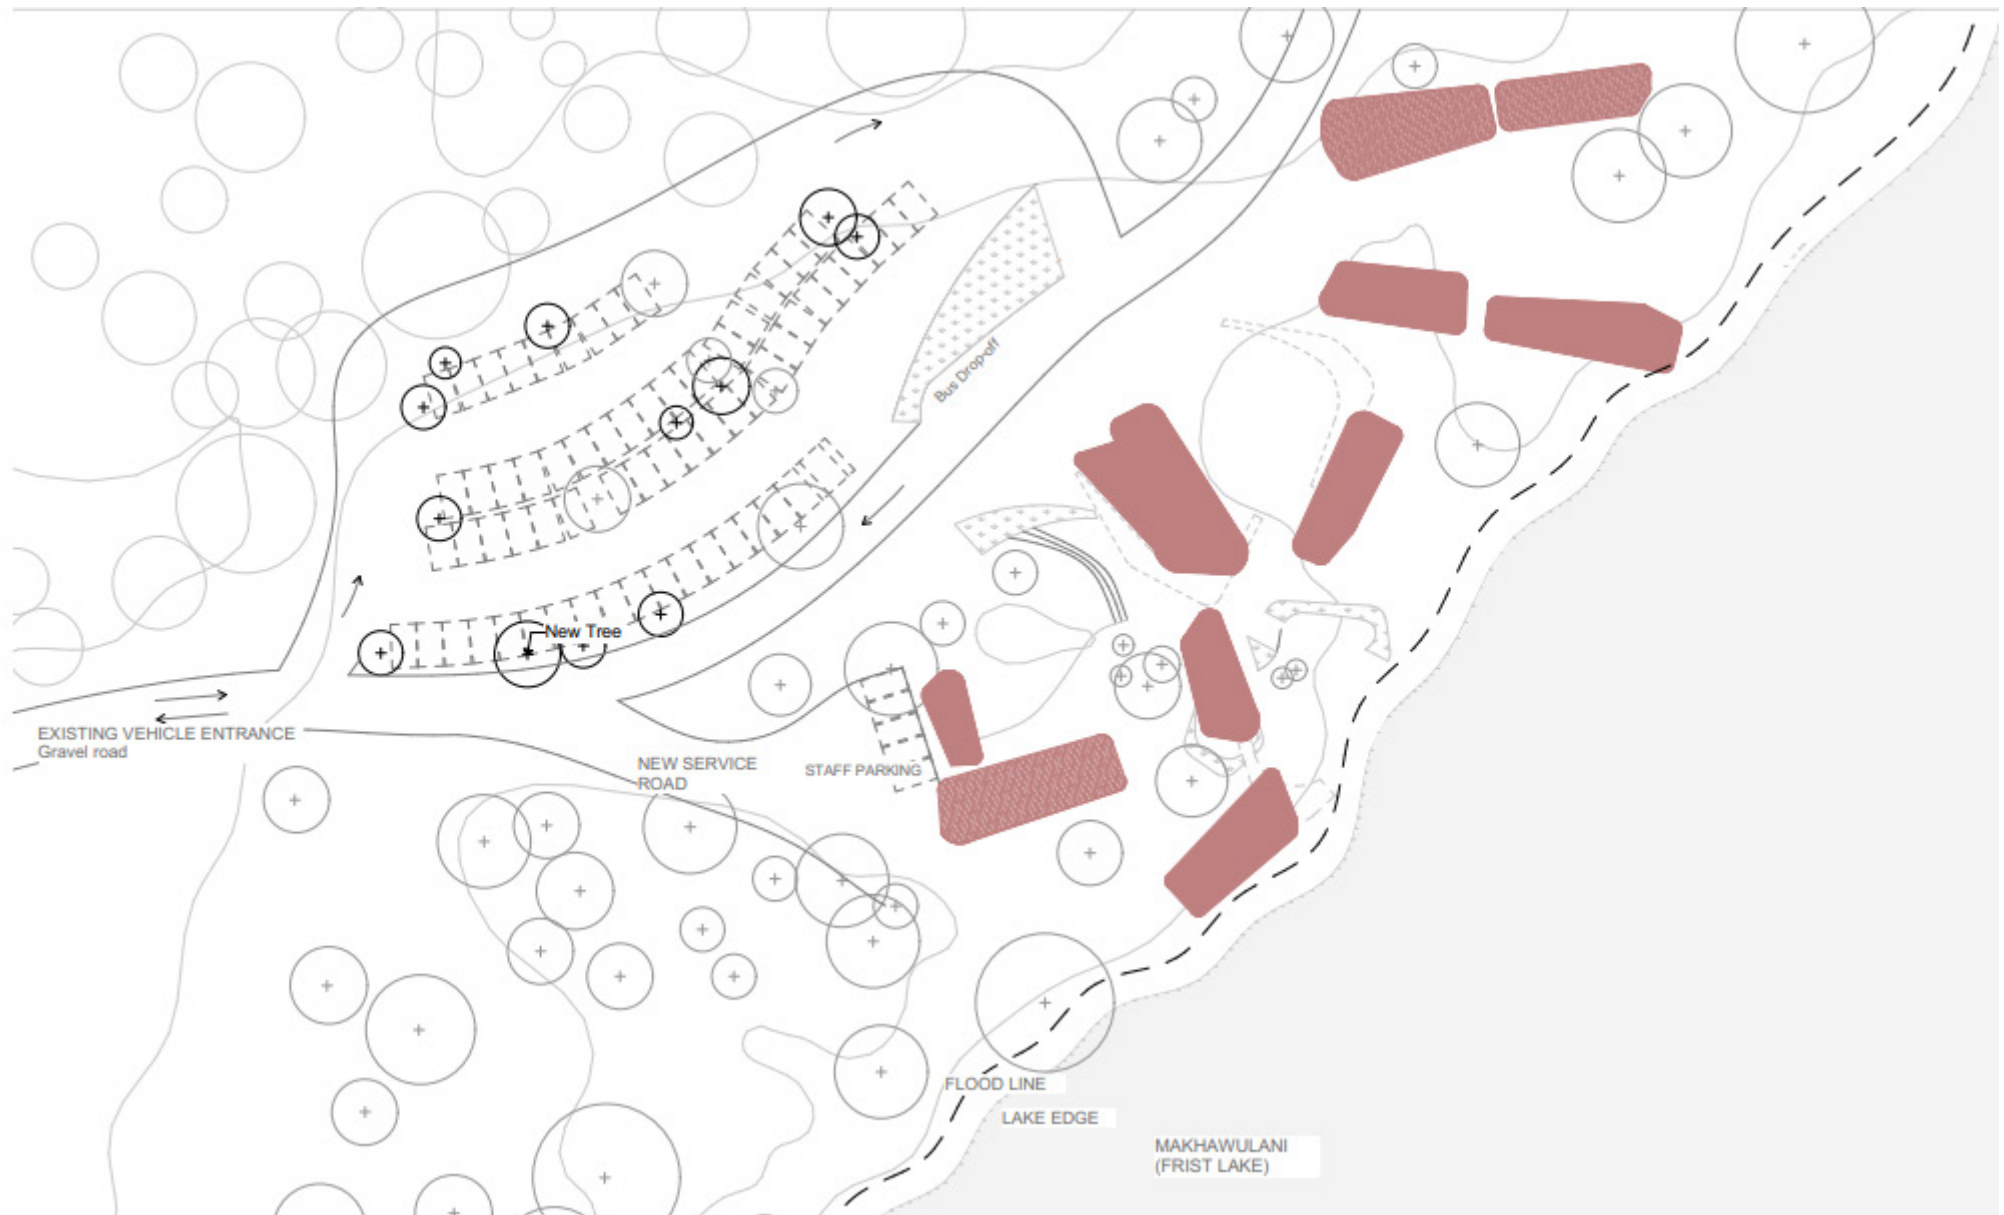 Bus Drop-off
New Tree
EXISTING VEHICLE ENTRANCE
Gravel road
NEW SERVICE
ROAD
STAFF PARKING
FLOOD LINE
LAKE EDGE
MAKHAWULANI
(FRIST LAKE)